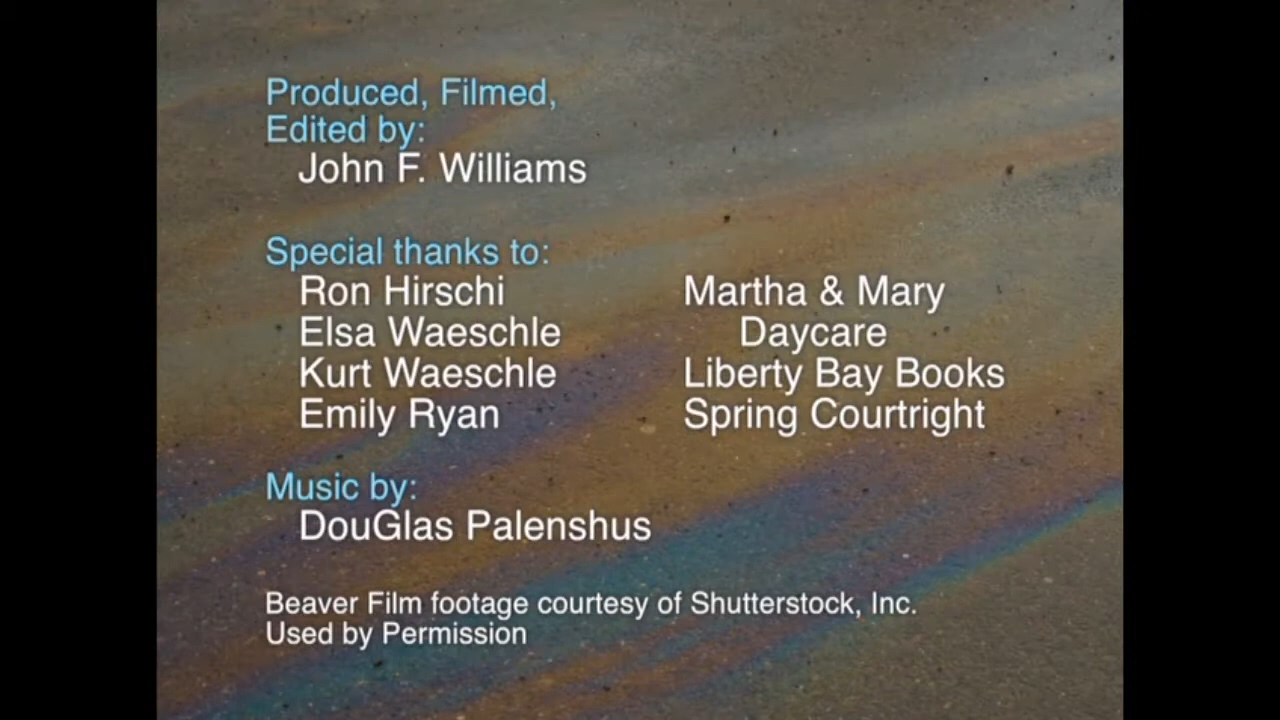 Produced, Filmed,
Edited by:
John F. Williams
Special thanks to:
Ron Hirschi
Elsa Waeschle
Kurt Waeschle
Emily Ryan
Martha & Mary
Daycare
Liberty Bay Books
Spring Courtright
Music by:
DouGlas Palenshus
Beaver Film footage courtesy of Shutterstock, Inc.
Used by Permission